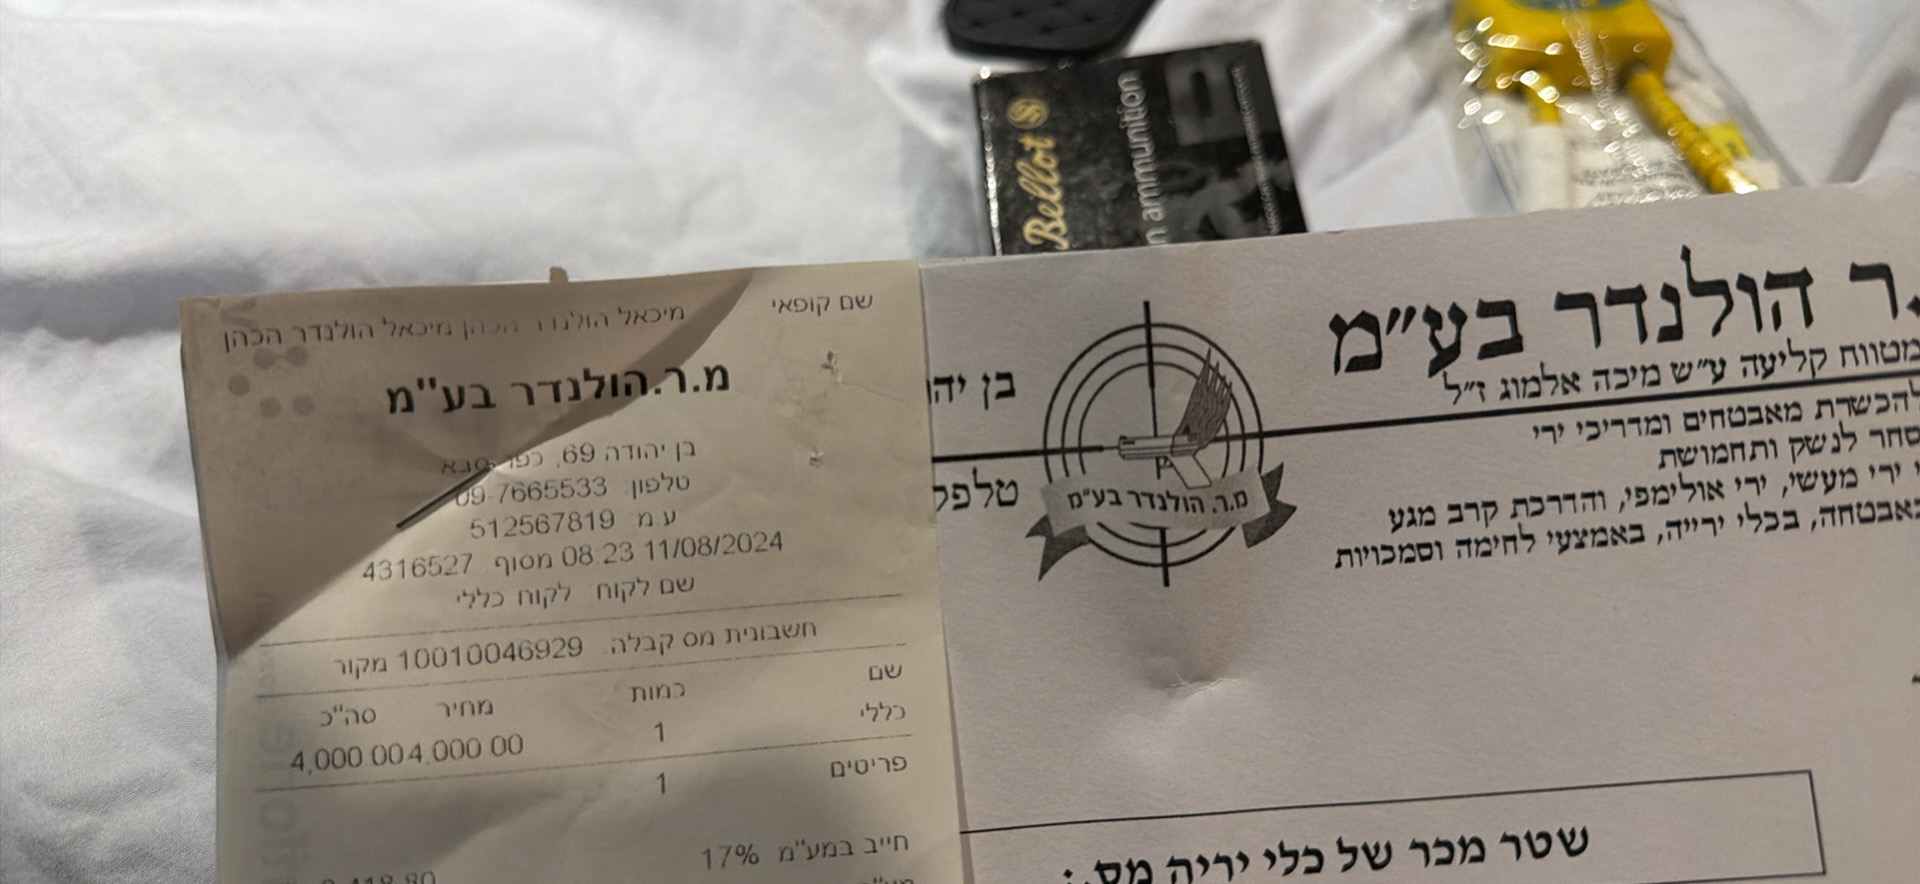 Bellot
ammunition
שם קופאי
מיכאל הולנדר הכהן מיכאל הולנדר הכהן
מ.ר.הולנדר בע"מ
בן יהודה 69, כפר סבא
טלפון 09-7665533
ע.מ 512567819
11/08/2024 08:23 מסוף 4316527
שם לקוח לקוח כללי
חשבונית מס קבלה. 10010046929 מקור
שם כמות מחיר סה"כ
כללי 1 4,000.00 4,000.00
פריטים 1
חייב במע"מ 17%
הולנדר בע"מ
מטווח קליעה ע"ש מיכה אלמוג ז"ל
להכשרת מאבטחים ומדריכי ירי
סחר לנשק ותחמושת
ירי מעשי, ירי אולימפי, והדרכת קרב מגע
באבטחה, בכלי ירייה, באמצעי לחימה וסמכויות
מ.ר. הולנדר בע"מ
בן
שטר מכר של כלי יריה מס.: